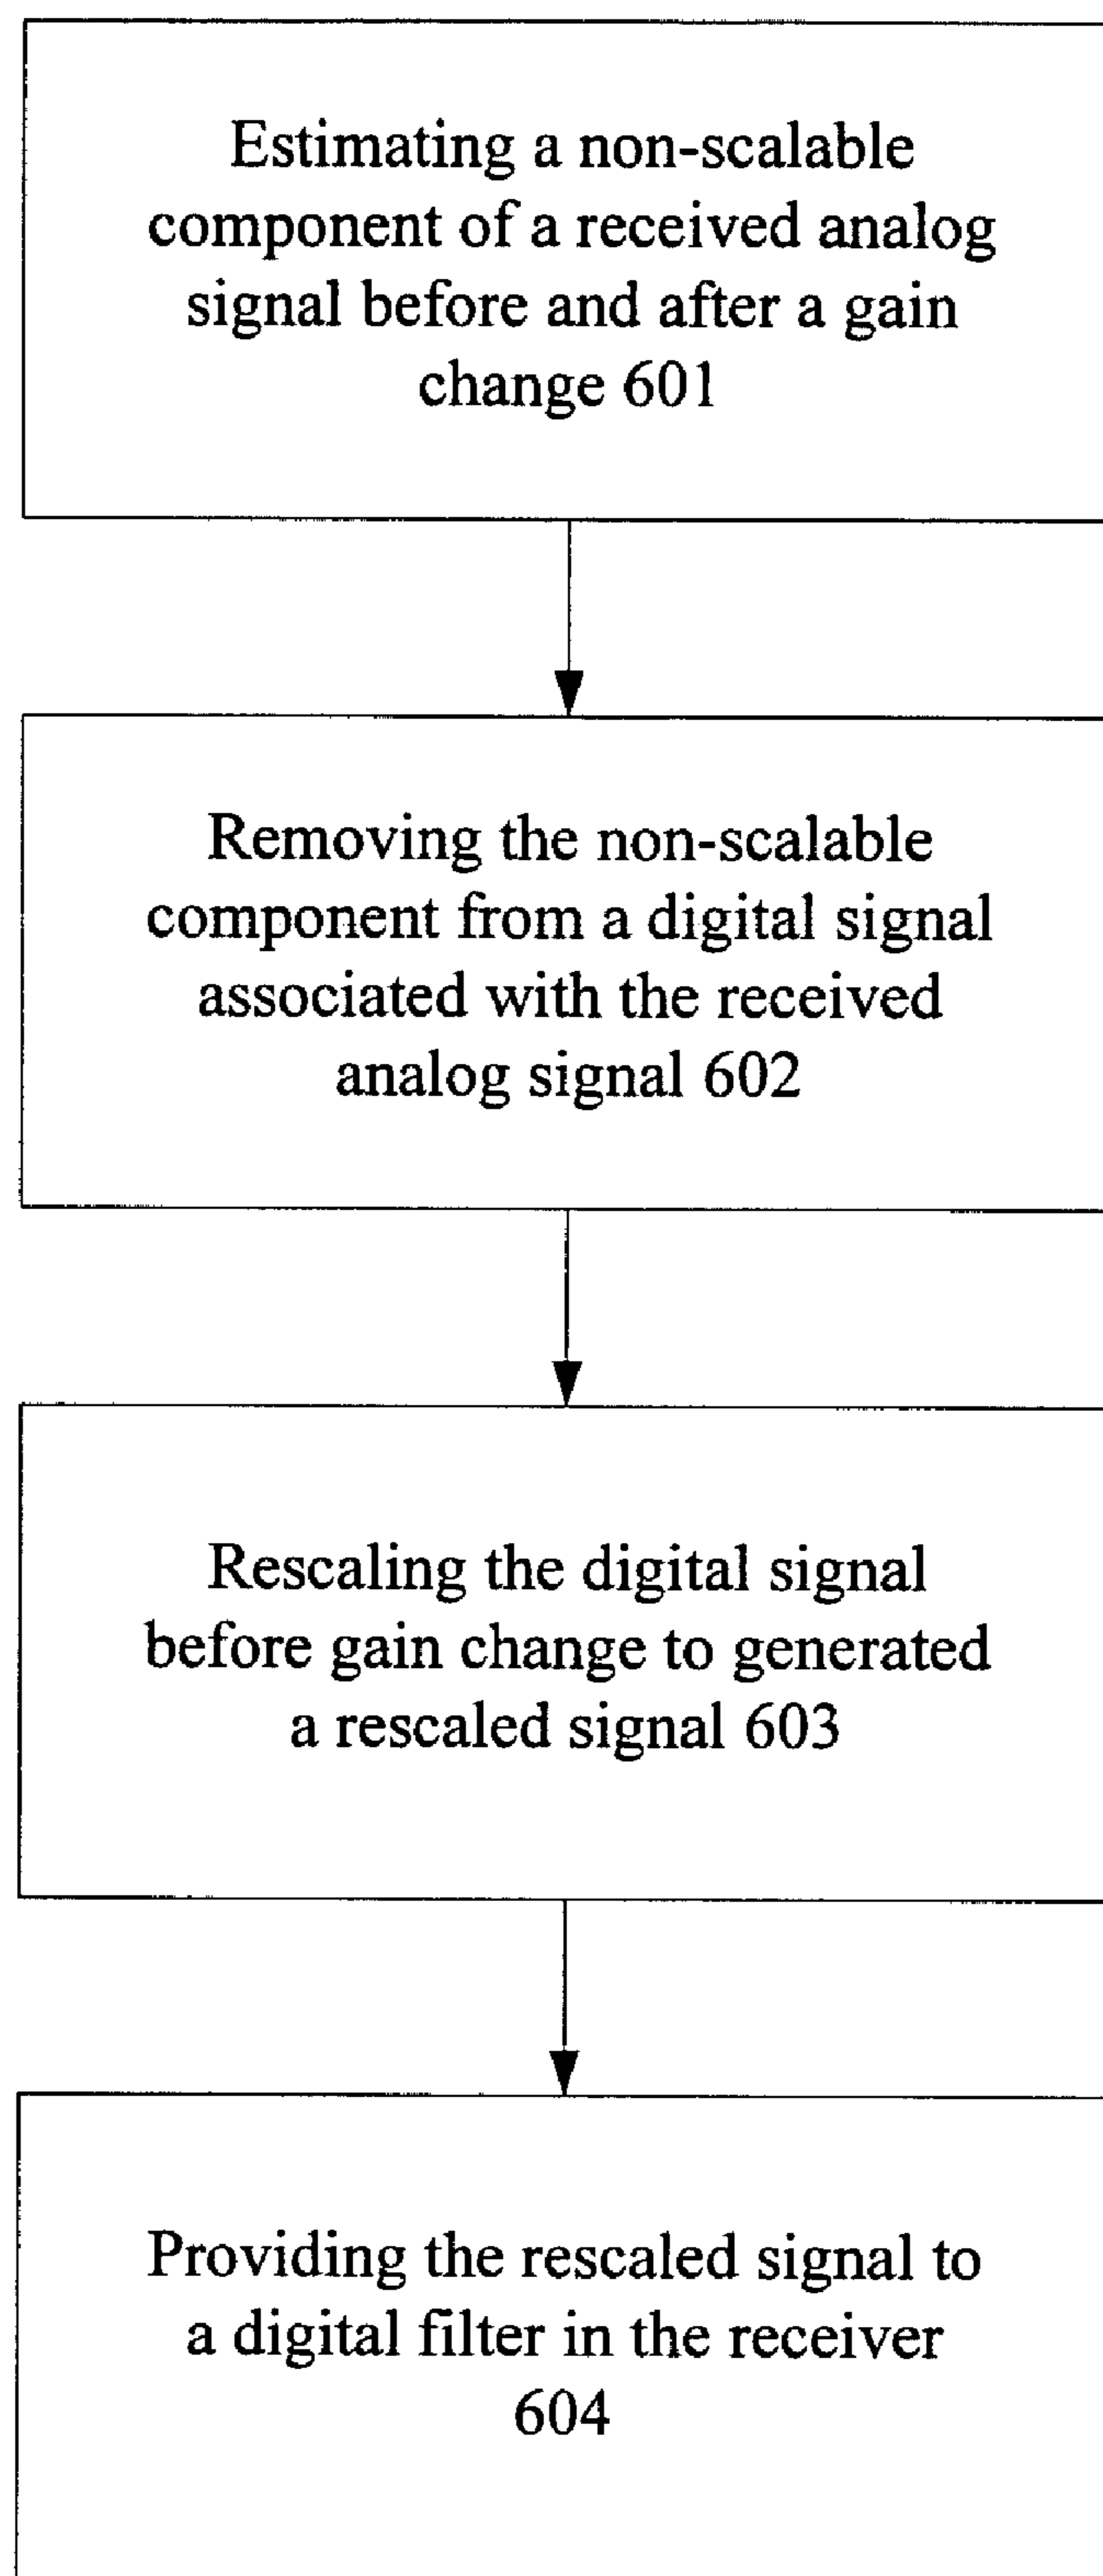 Estimating a non-scalable
component of a received analog
signal before and after a gain
change 601
Removing the non-scalable
component from a digital signal
associated with the received
analog signal 602
Rescaling the digital signal
before gain change to generated
a rescaled signal 603
Providing the rescaled signal to
a digital filter in the receiver
604